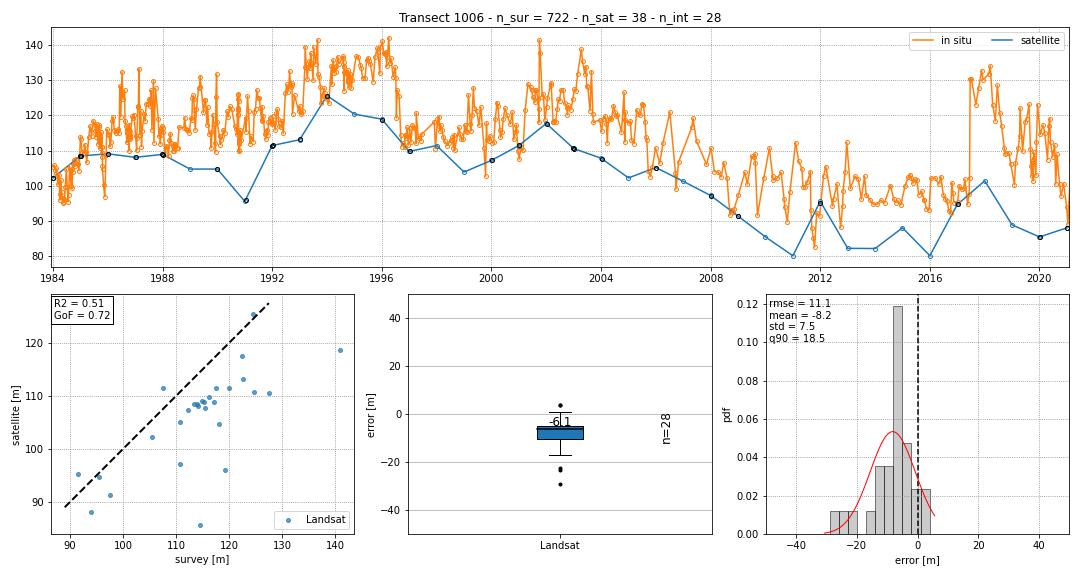 Transect 1006 - n_sur = 722 - n_sat = 38 - n_int = 28
in situ
satellite
140
130
120
110
100
90
80
1984
1988
1992
1996
2000
2004
2008
2012
2016
2020
R2 = 0.51
GoF = 0.72
satellite [m]
120
110
100
90
Landsat
90
100
110
120
130
140
survey [m]
error [m]
40
20
0
−20
−40
-6.1
n=28
Landsat
rmse = 11.1
mean = -8.2
std = 7.5
q90 = 18.5
pdf
0.12
0.10
0.08
0.06
0.04
0.02
0.00
−40
−20
0
20
40
error [m]